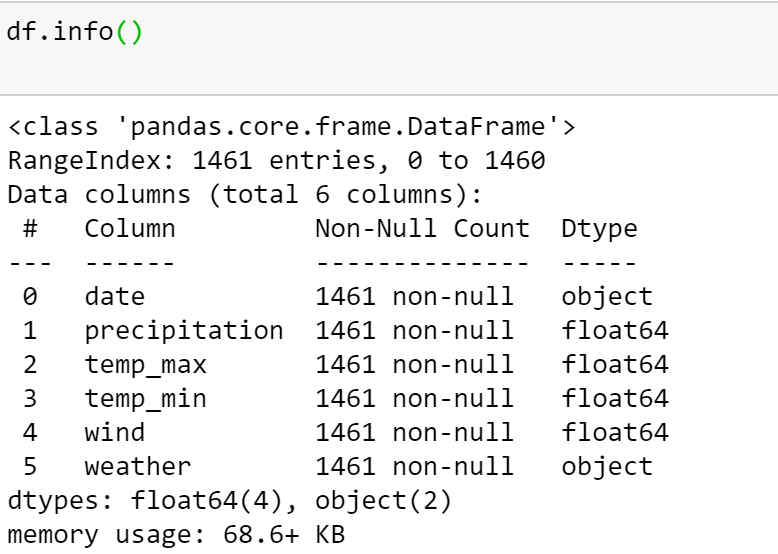 df.info()
<class 'pandas.core.frame.DataFrame'>
RangeIndex: 1461 entries, 0 to 1460
Data columns (total 6 columns):
 #   Column         Non-Null Count  Dtype
---  ------         --------------  -----
 0   date           1461 non-null   object
 1   precipitation  1461 non-null   float64
 2   temp_max       1461 non-null   float64
 3   temp_min       1461 non-null   float64
 4   wind           1461 non-null   float64
 5   weather        1461 non-null   object
dtypes: float64(4), object(2)
memory usage: 68.6+ KB